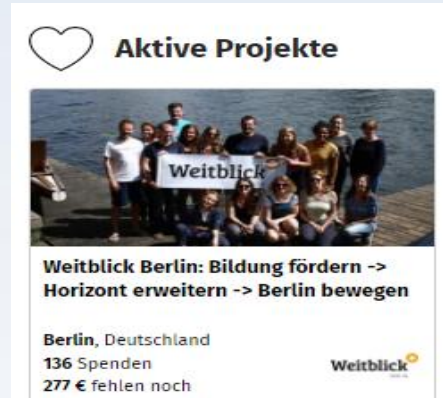 Aktive Projekte
Weitblick
Weitblick Berlin: Bildung fördern ->
Horizont erweitern -> Berlin bewegen
Berlin, Deutschland
136 Spenden
277 € fehlen noch
Weitblick